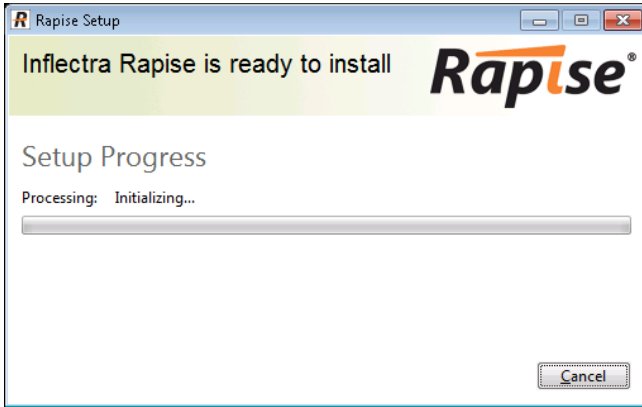 Rapise Setup
Inflectra Rapise is ready to install
Rapise®
Setup Progress
Processing: Initializing...
Cancel